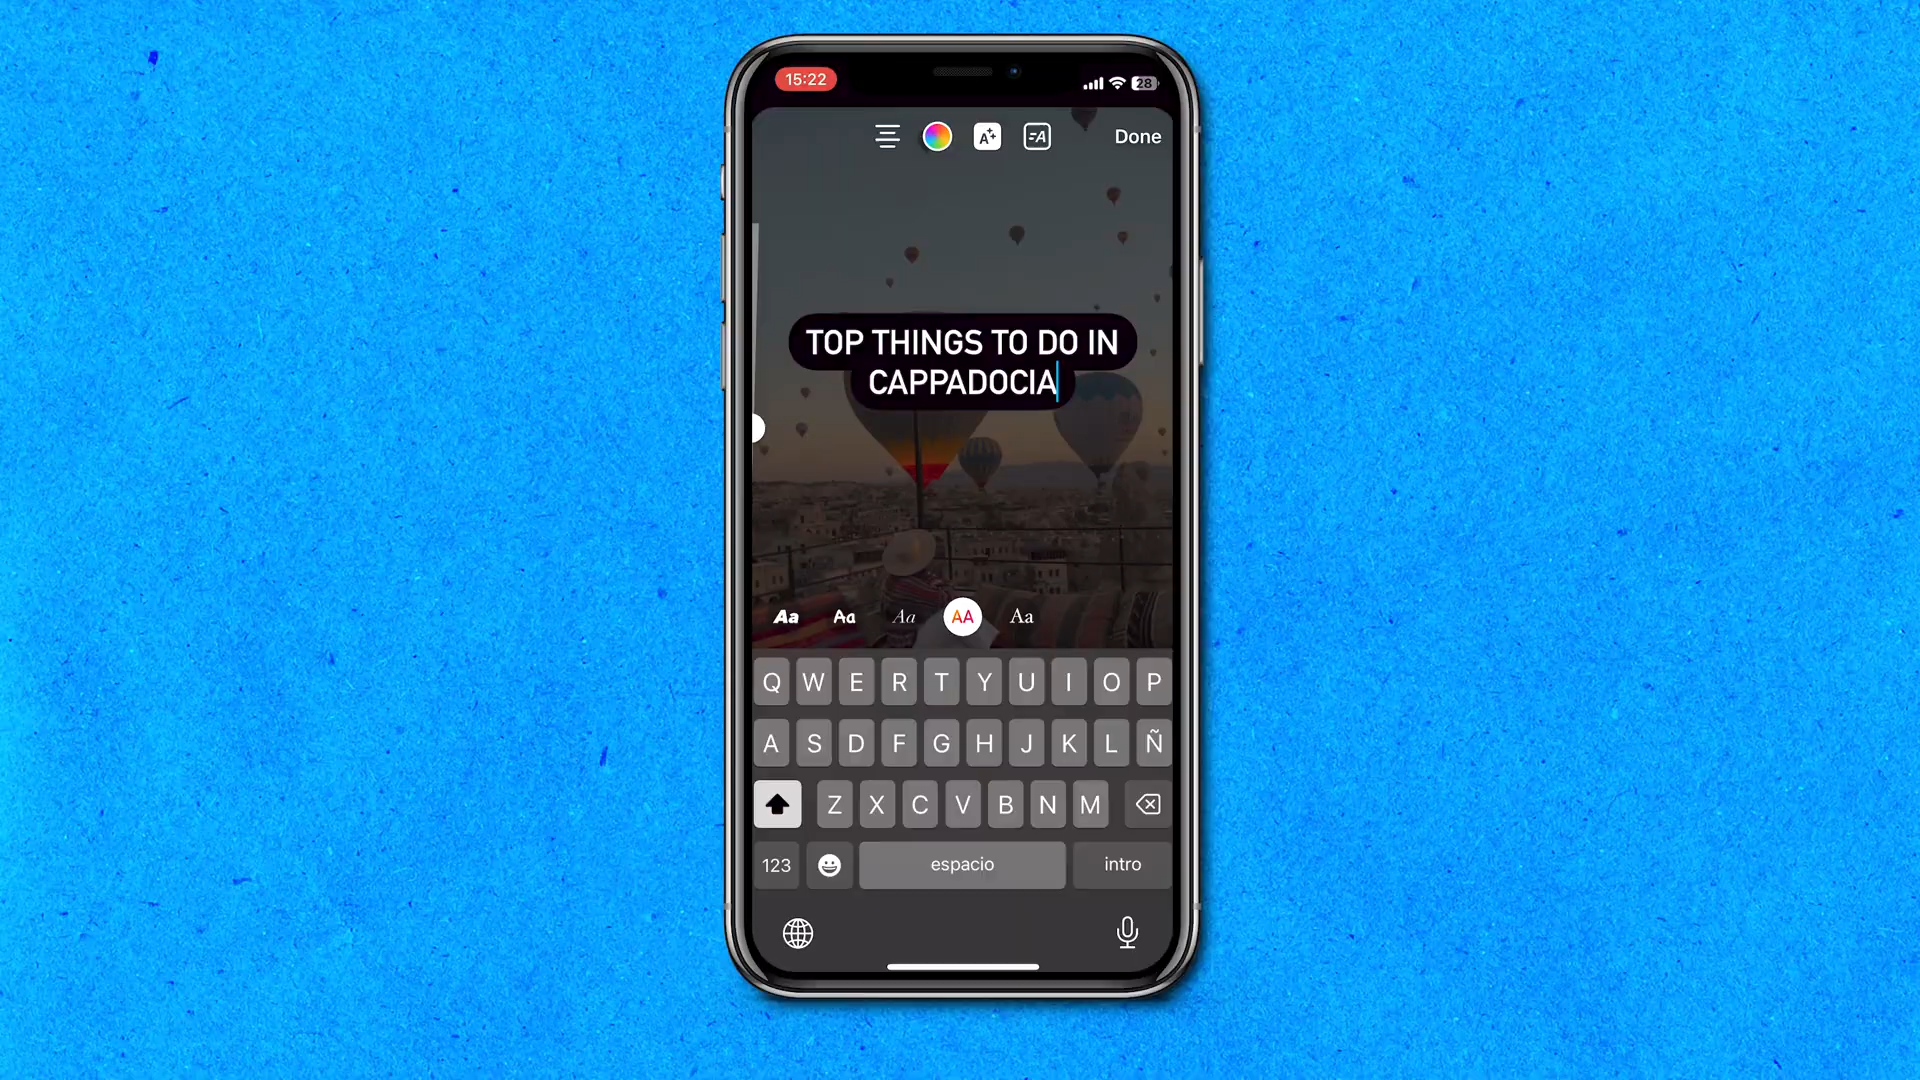 15:22
28
A
=A
Done
TOP THINGS TO DO IN
CAPPADOCIA
Aa Aa Aa AA Aa
Q W E R T Y U I O P
A S D F G H J K L Ñ
Z X C V B N M
123 espacio intro